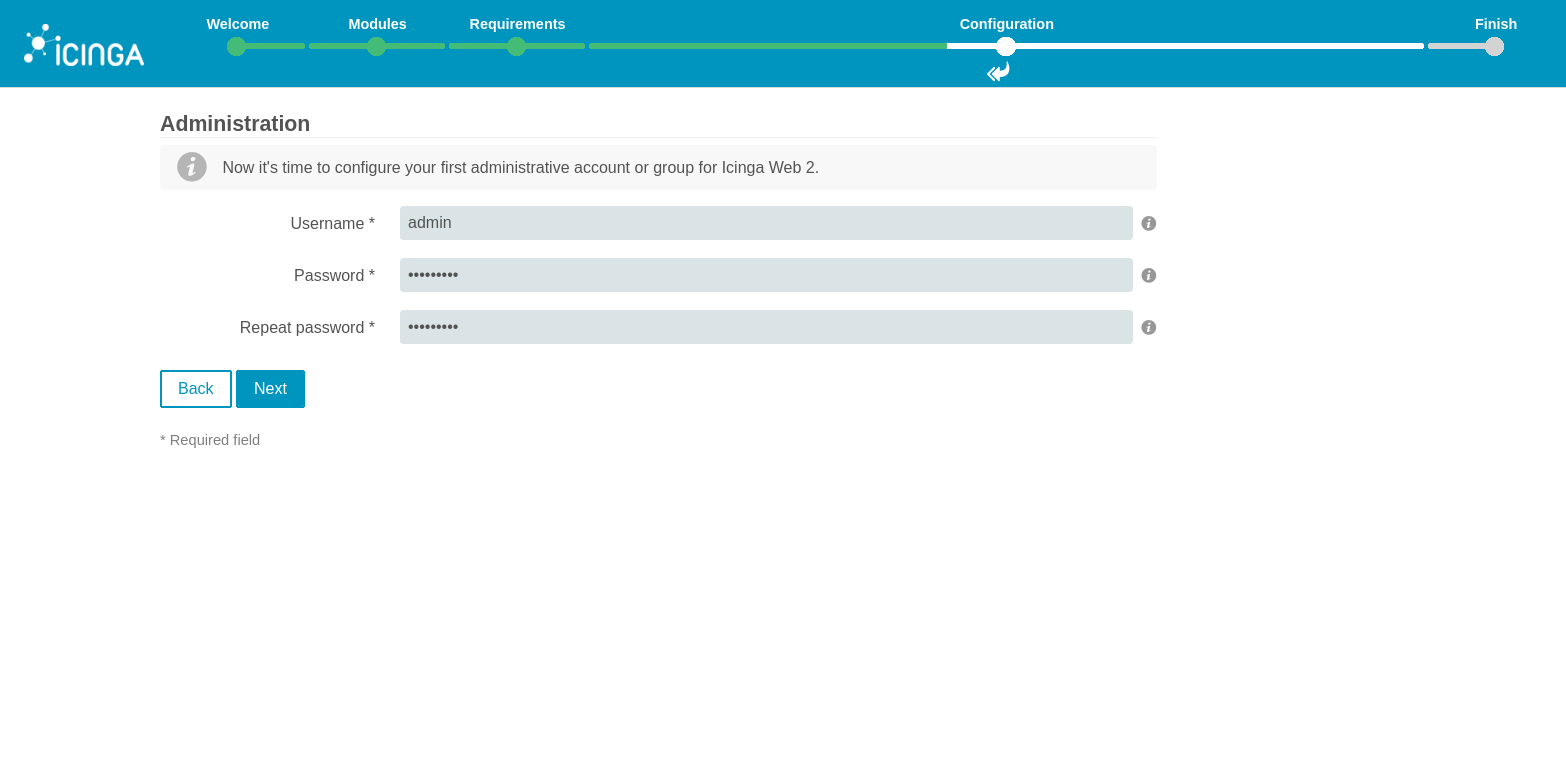 Welcome Modules Requirements Configuration Finish
ICINGA
Administration
Now it's time to configure your first administrative account or group for Icinga Web 2.
Username * admin
Password * •••••••••
Repeat password * •••••••••
Back Next
* Required field